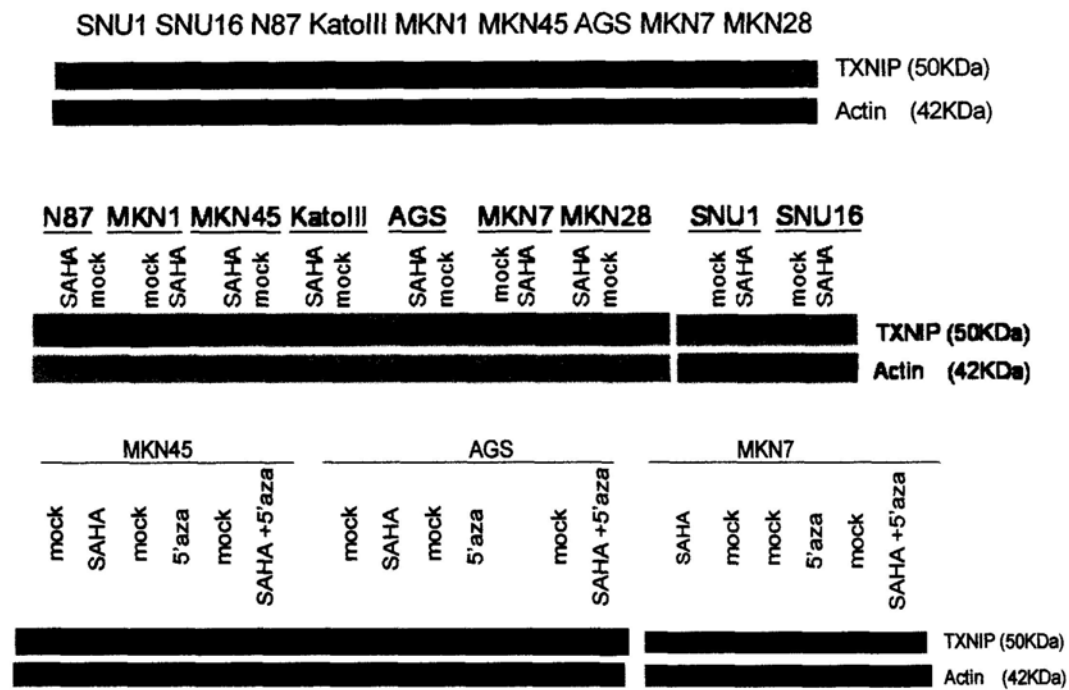 SNU1 SNU16 N87 KatoIII MKN1 MKN45 AGS MKN7 MKN28
TXNIP (50KDa)
Actin (42KDa)
N87 MKN1 MKN45 KatoIII AGS MKN7 MKN28 SNU1 SNU16
SAHA mock mock SAHA SAHA mock SAHA mock SAHA mock mock SAHA SAHA mock mock SAHA mock SAHA
TXNIP (50KDa)
Actin (42KDa)
MKN45 AGS MKN7
mock SAHA mock 5'aza mock SAHA +5'aza mock SAHA mock 5'aza mock SAHA +5'aza SAHA mock mock 5'aza mock SAHA +5'aza
TXNIP (50KDa)
Actin (42KDa)